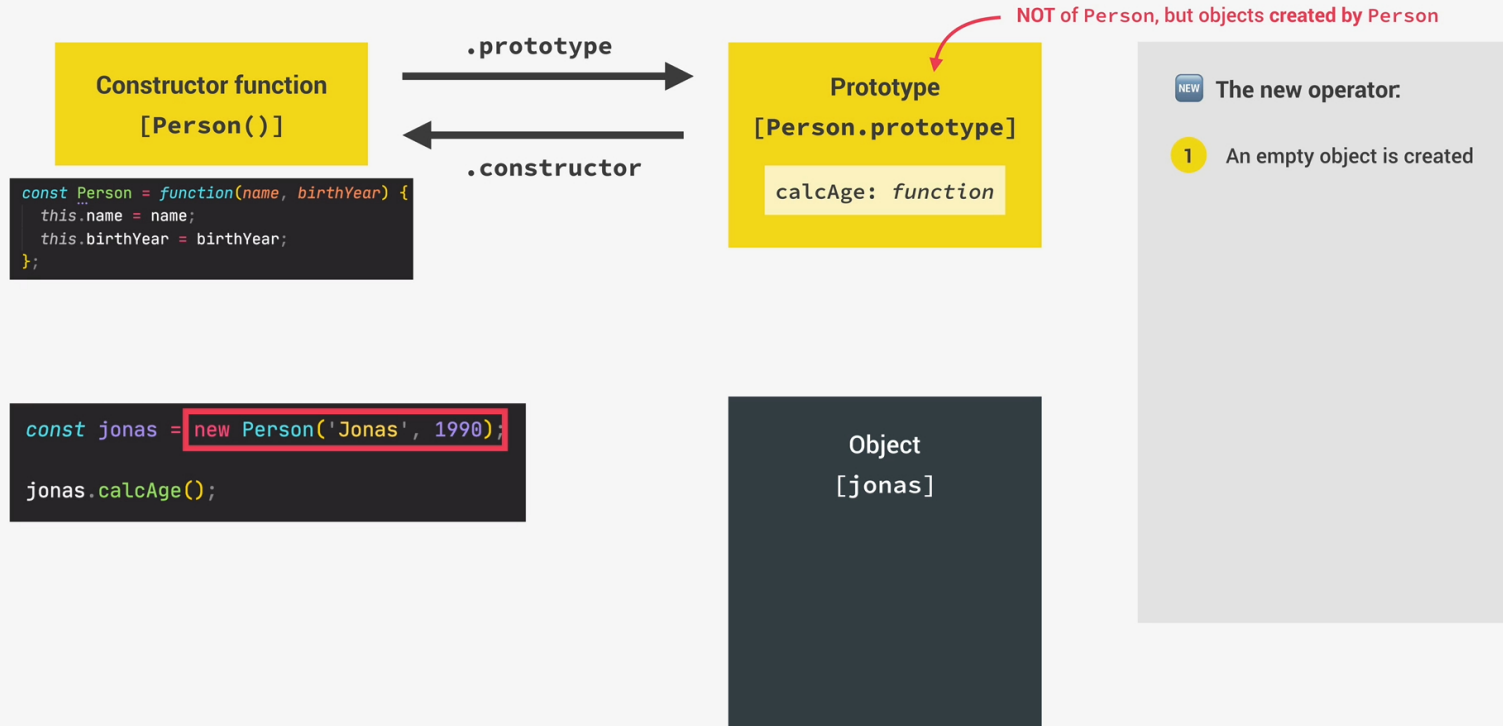 NOT of Person, but objects created by Person
Constructor function
[Person()]
.prototype
.constructor
Prototype
[Person.prototype]
calcAge: function
NEW The new operator:
1 An empty object is created
const Person = function(name, birthYear) {
this.name = name;
this.birthYear = birthYear;
};
const jonas = new Person('Jonas', 1990);
jonas.calcAge();
Object
[jonas]